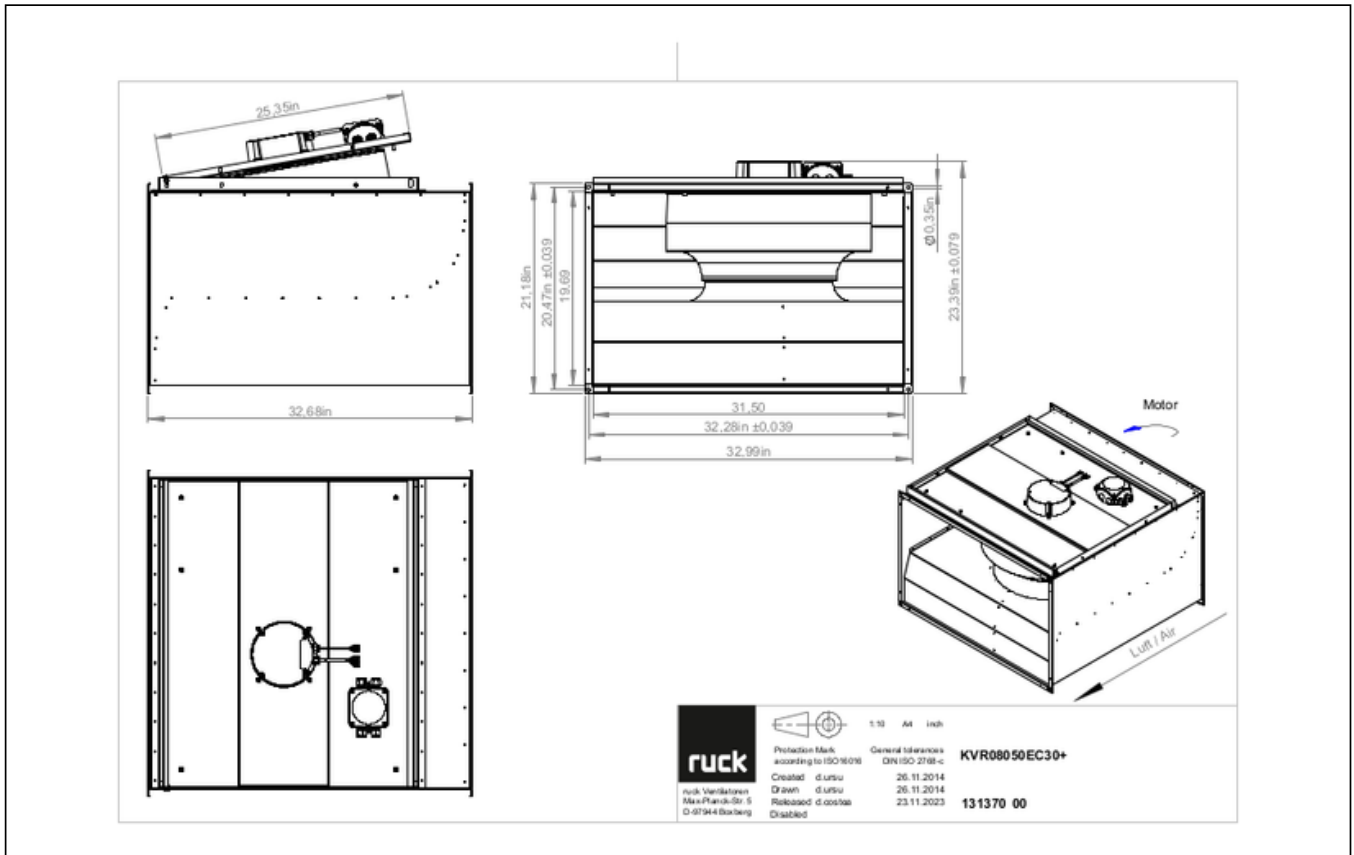 25,35in
32,68in
21,18in
20,47in ±0,039
19,69
Ø0,35in
23,39in ±0,079
31,50
32,28in ±0,039
32,99in
Motor
Luft / Air
ruck
ruck Ventilatoren
Max-Planck-Str. 5
D-97944 Boxberg
1:10 A4 inch
Protection Mark
according to ISO16016
General tolerances
DIN ISO 2768-c
KVR08050EC30+
Created d.ursu 26.11.2014
Drawn d.ursu 26.11.2014
Released d.costea 23.11.2023
Disabled
131370 00